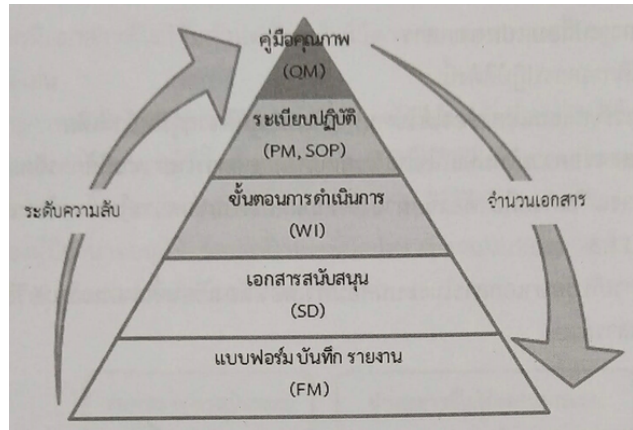 คู่มือคุณภาพ
(QM)
ระเบียบปฏิบัติ
(PM, SOP)
ขั้นตอนการดำเนินการ
(WI)
ระดับความลับ
จำนวนเอกสาร
เอกสารสนับสนุน
(SD)
แบบฟอร์ม บันทึก รายงาน
(FM)